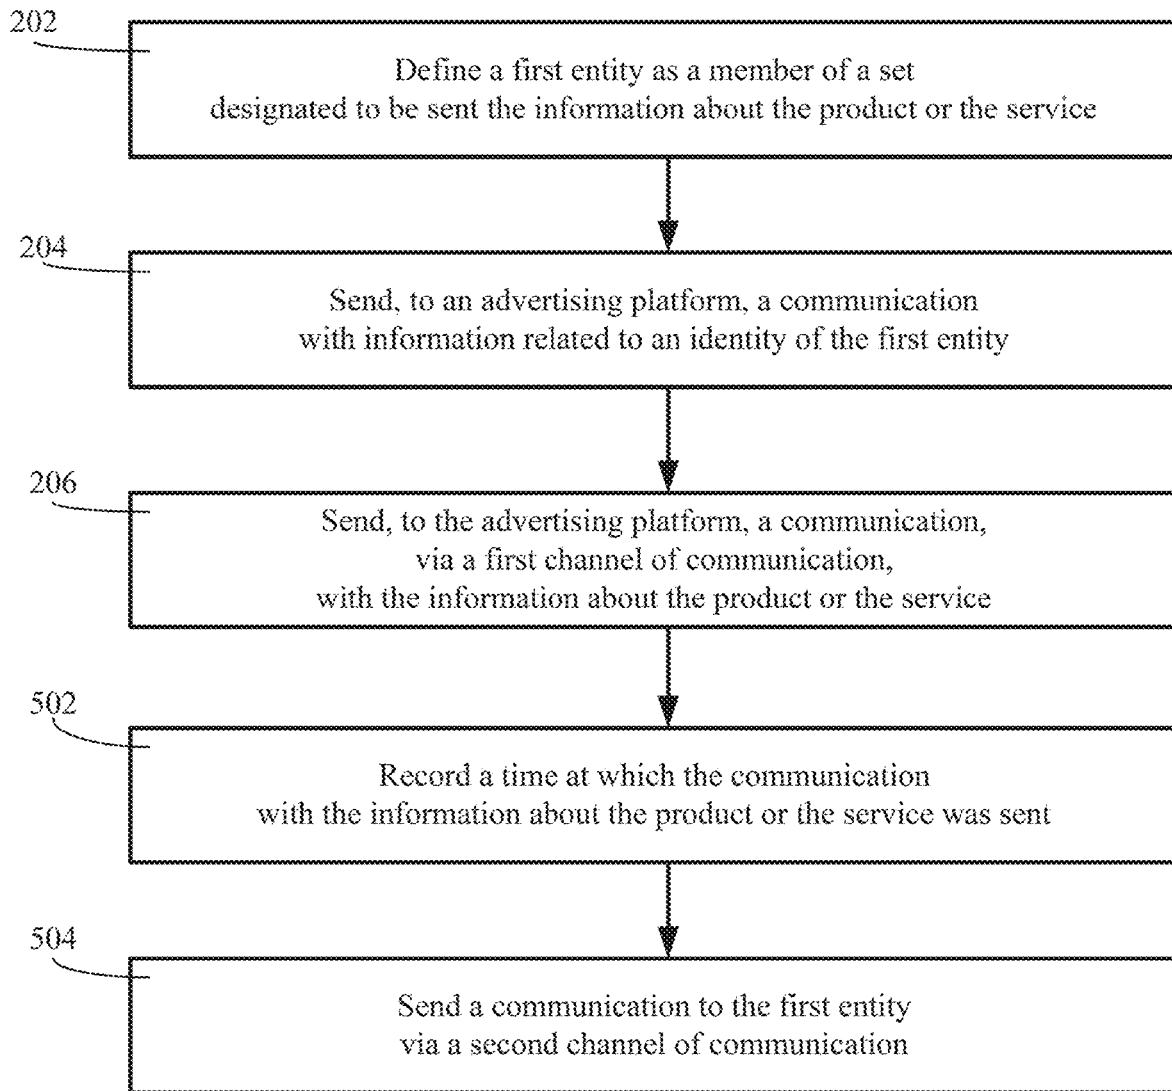 202
Define a first entity as a member of a set
designated to be sent the information about the product or the service
204
Send, to an advertising platform, a communication
with information related to an identity of the first entity
206
Send, to the advertising platform, a communication,
via a first channel of communication,
with the information about the product or the service
502
Record a time at which the communication
with the information about the product or the service was sent
504
Send a communication to the first entity
via a second channel of communication